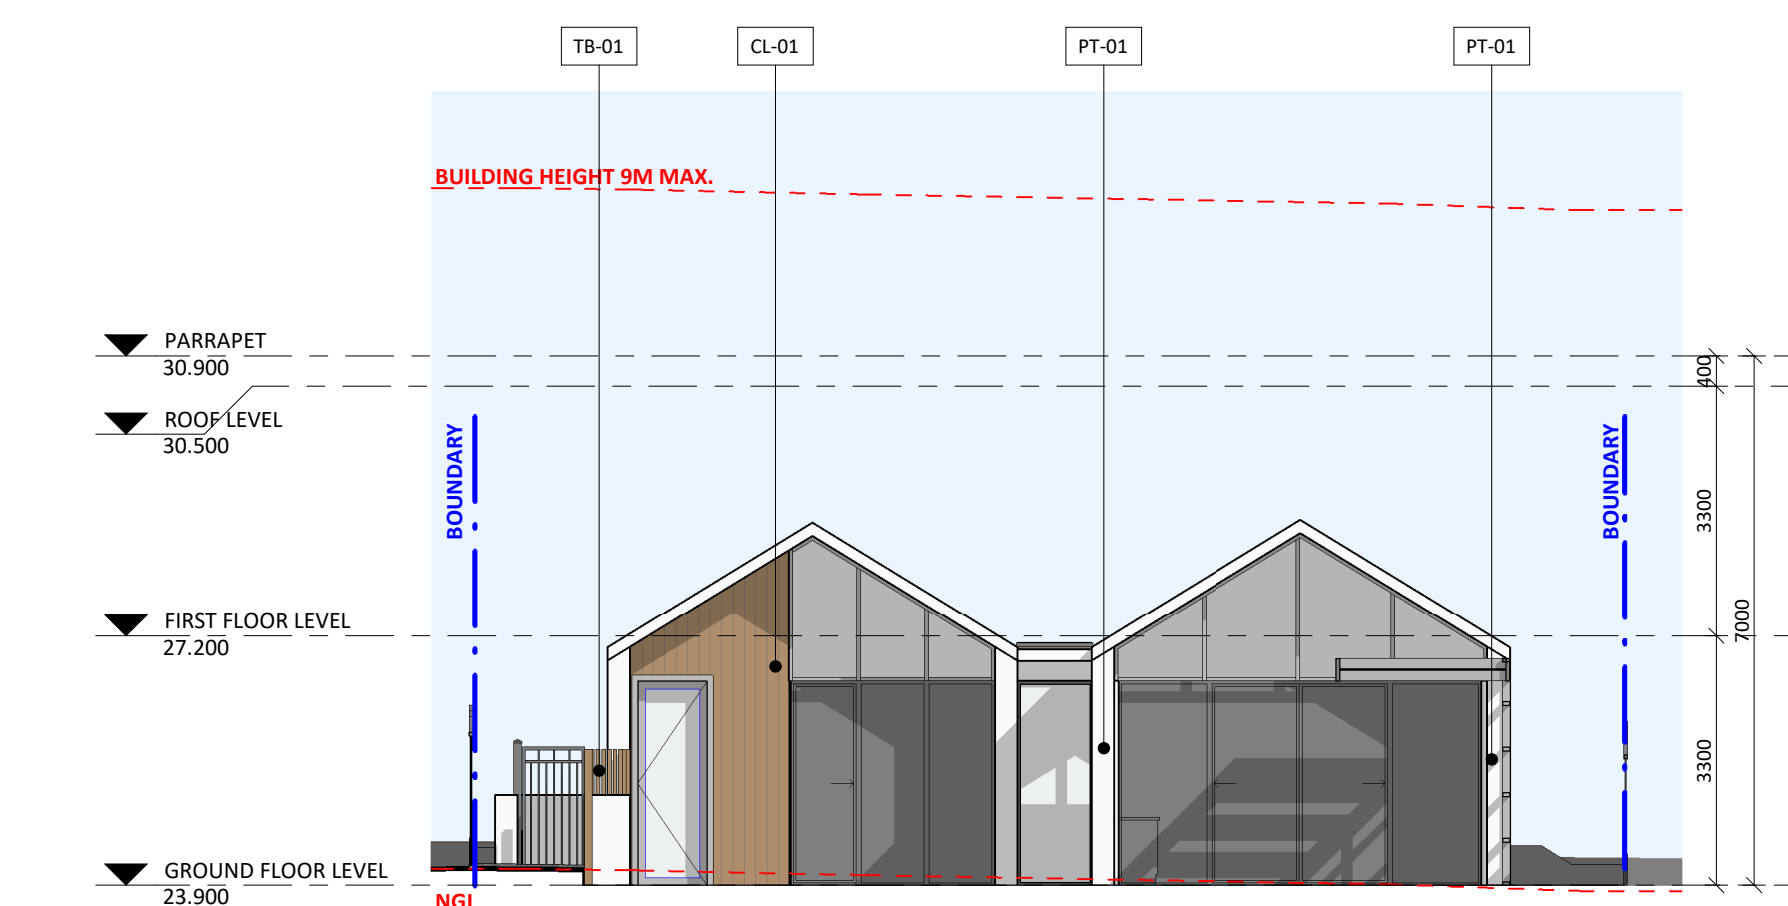 TB-01
CL-01
PT-01
PT-01
BUILDING HEIGHT 9M MAX.
PARRAPET
30.900
ROOF LEVEL
30.500
BOUNDARY
BOUNDARY
400
3300
7000
FIRST FLOOR LEVEL
27.200
3300
GROUND FLOOR LEVEL
23.900
NGL